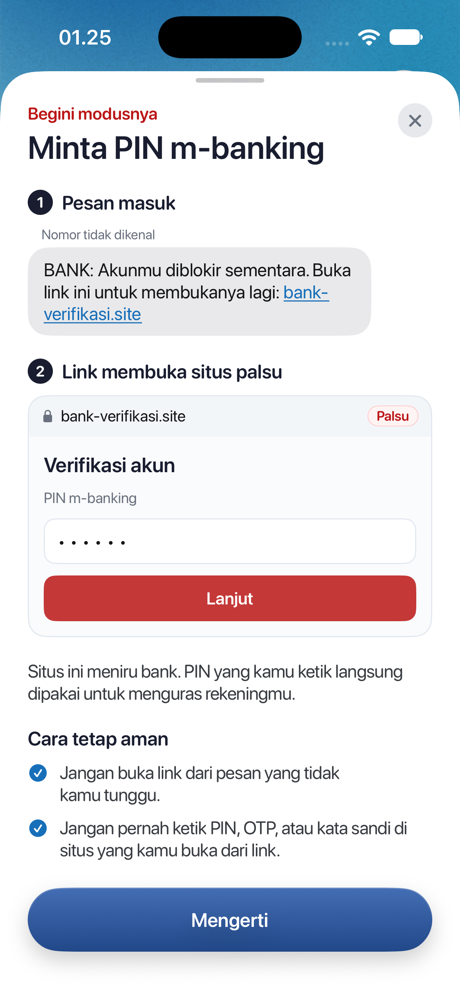 01.25
Begini modusnya
Minta PIN m-banking
1 Pesan masuk
Nomor tidak dikenal
BANK: Akunmu diblokir sementara. Buka
link ini untuk membukanya lagi: bank-
verifikasi.site
2 Link membuka situs palsu
bank-verifikasi.site Palsu
Verifikasi akun
PIN m-banking
Lanjut
Situs ini meniru bank. PIN yang kamu ketik langsung
dipakai untuk menguras rekeningmu.
Cara tetap aman
Jangan buka link dari pesan yang tidak
kamu tunggu.
Jangan pernah ketik PIN, OTP, atau kata sandi di
situs yang kamu buka dari link.
Mengerti